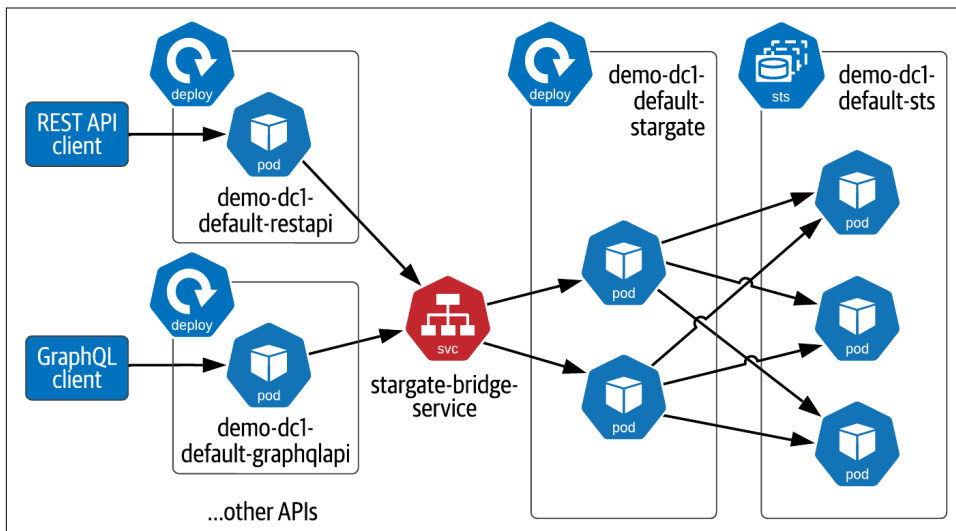 REST API
client
deploy
pod
demo-dc1-
default-restapi
GraphQL
client
deploy
pod
demo-dc1-
default-graphqlapi
...other APIs
svc
stargate-bridge-
service
deploy
demo-dc1-
default-
stargate
pod
pod
sts
demo-dc1-
default-sts
pod
pod
pod